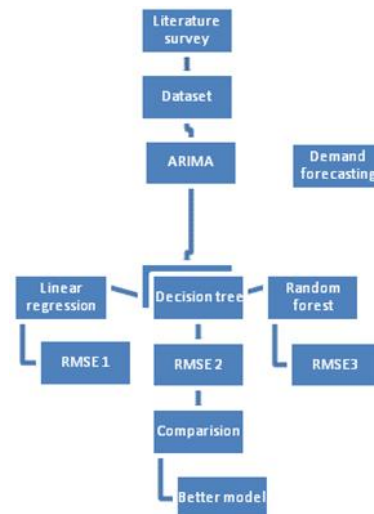 Literature
survey
Dataset
ARIMA
Demand
forecasting
Linear
regression
Decision tree
Random
forest
RMSE 1
RMSE 2
RMSE3
Comparision
Better model